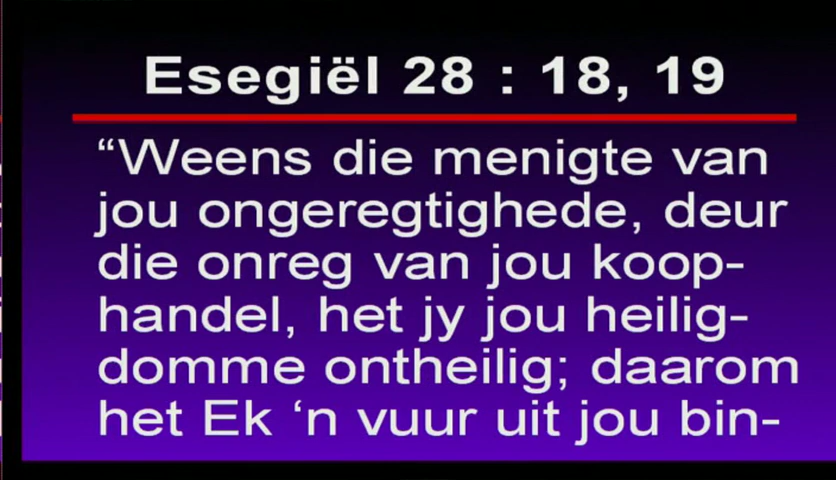 Esegiël 28 : 18, 19
“Weens die menigte van
jou ongeregtighede, deur
die onreg van jou koop-
handel, het jy jou heilig-
domme ontheilig; daarom
het Ek ‘n vuur uit jou bin-